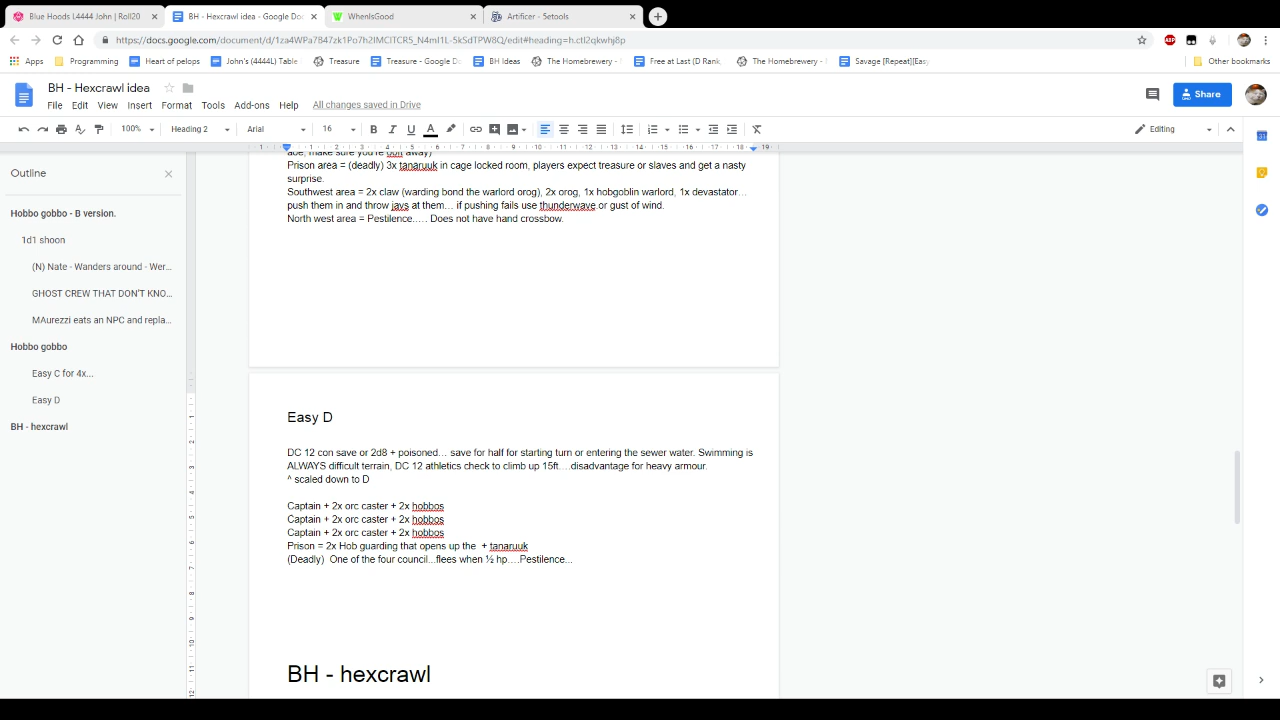 Blue Hoods L4444 John | Roll20
BH - Hexcrawl idea - Google Doc
WhenIsGood
Artificer - 5etools
https://docs.google.com/document/d/
Apps
Programming
Heart of pelops
John's (4444L) Table
Treasure
Treasure - Google Do
BH Ideas
The Homebrewery -
Free at Last (D Rank,
The Homebrewery -
Savage [Repeat][Easy
Other bookmarks
BH - Hexcrawl idea
File Edit View Insert Format Tools Add-ons Help All changes saved in Drive
Share
100% Heading 2 Arial 16 B I U A Editing
Outline
Hobbo gobbo - B version.
1d1 shoon
(N) Nate - Wanders around - Wer...
GHOST CREW THAT DON'T KNO...
MAurezzi eats an NPC and repla...
Hobbo gobbo
Easy C for 4x...
Easy D
BH - hexcrawl
Prison area = (deadly) 3x tanaruuk in cage locked room, players expect treasure or slaves and get a nasty
surprise.
Southwest area = 2x claw (warding bond the warlord orog), 2x orog, 1x hobgoblin warlord, 1x devastator…
push them in and throw javs at them… if pushing fails use thunderwave or gust of wind.
North west area = Pestilence….. Does not have hand crossbow.
Easy D
DC 12 con save or 2d8 + poisoned… save for half for starting turn or entering the sewer water. Swimming is
ALWAYS difficult terrain, DC 12 athletics check to climb up 15ft….disadvantage for heavy armour.
^ scaled down to D
Captain + 2x orc caster + 2x hobbos
Captain + 2x orc caster + 2x hobbos
Captain + 2x orc caster + 2x hobbos
Prison = 2x Hob guarding that opens up the + tanaruuk
(Deadly) One of the four council...flees when ½ hp….Pestilence...
BH - hexcrawl